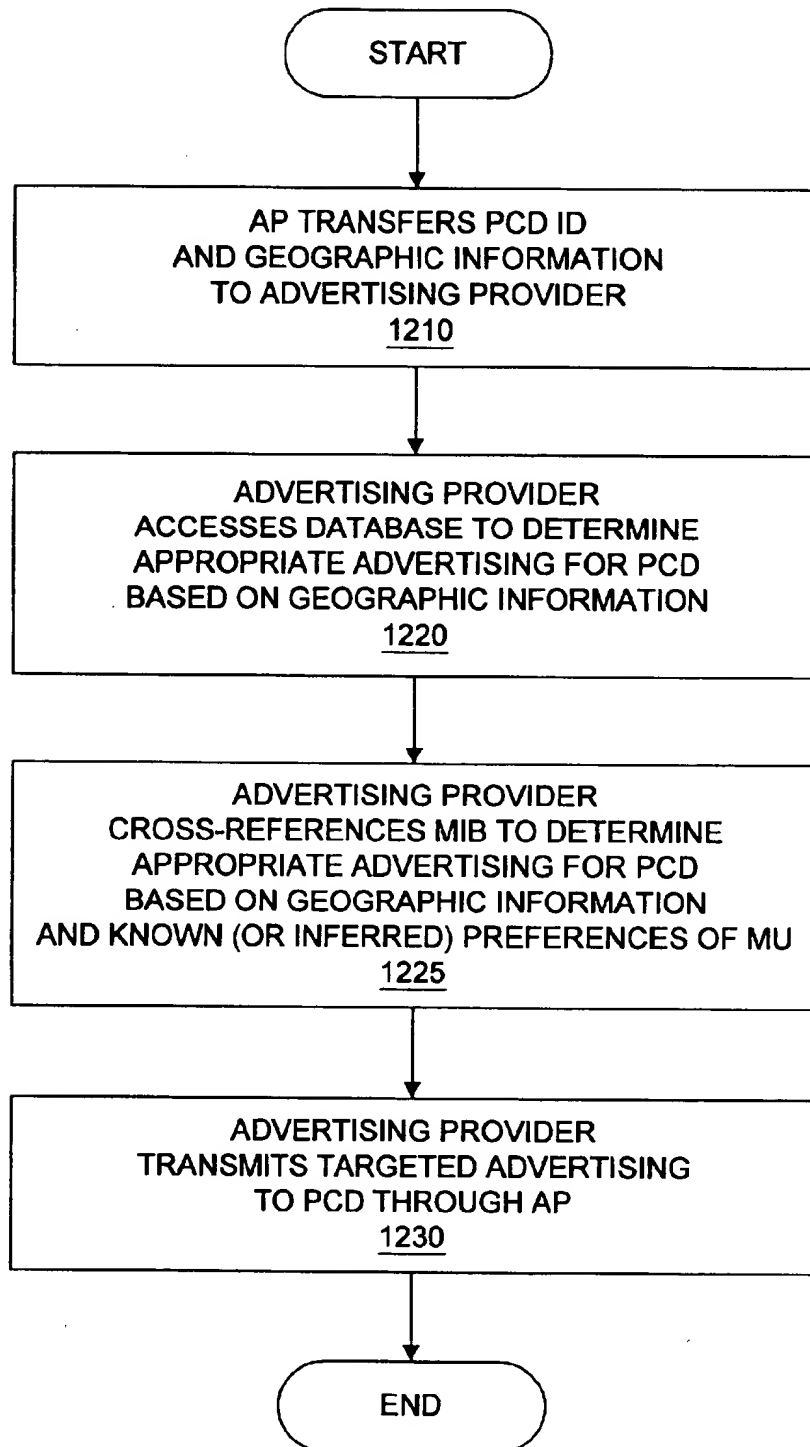 START
AP TRANSFERS PCD ID
AND GEOGRAPHIC INFORMATION
TO ADVERTISING PROVIDER
1210
ADVERTISING PROVIDER
ACCESSES DATABASE TO DETERMINE
APPROPRIATE ADVERTISING FOR PCD
BASED ON GEOGRAPHIC INFORMATION
1220
ADVERTISING PROVIDER
CROSS-REFERENCES MIB TO DETERMINE
APPROPRIATE ADVERTISING FOR PCD
BASED ON GEOGRAPHIC INFORMATION
AND KNOWN (OR INFERRED) PREFERENCES OF MU
1225
ADVERTISING PROVIDER
TRANSMITS TARGETED ADVERTISING
TO PCD THROUGH AP
1230
END